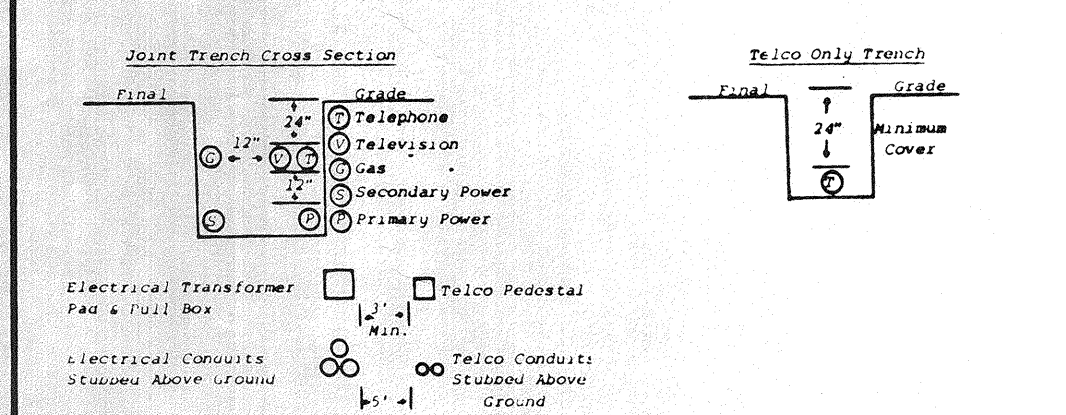 Joint Trench Cross Section
Final
Grade
24"
12"
G
V T
12"
S
P
T Telephone
V Television
G Gas
S Secondary Power
P Primary Power
Telco Only Trench
Final
Grade
24"
Minimum
Cover
T
Electrical Transformer
Pad & Pull Box
Telco Pedestal
3'
Min.
Electrical Conduits
Stubbed Above Ground
Telco Conduits
Stubbed Above
Ground
5'